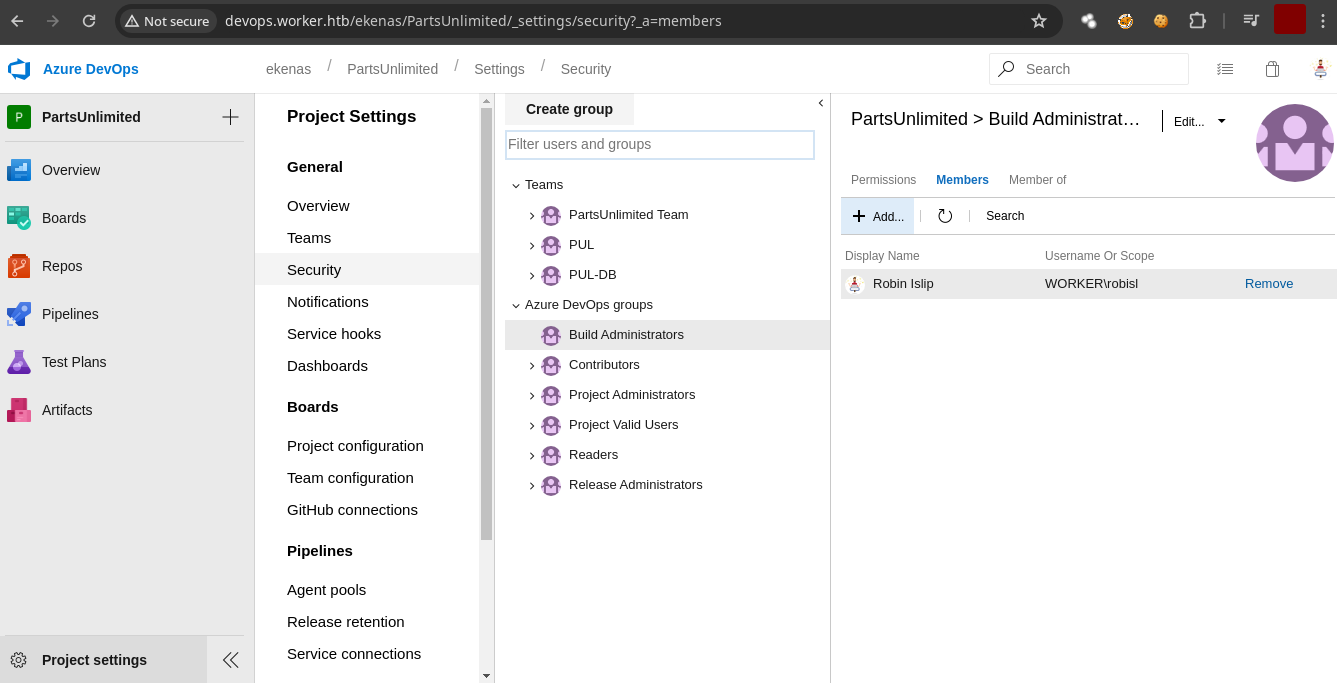 Not secure
devops.worker.htb/ekenas/PartsUnlimited/_settings/security?_a=members
Azure DevOps
ekenas / PartsUnlimited / Settings / Security
Search
P PartsUnlimited
Overview
Boards
Repos
Pipelines
Test Plans
Artifacts
Project settings
Project Settings
General
Overview
Teams
Security
Notifications
Service hooks
Dashboards
Boards
Project configuration
Team configuration
GitHub connections
Pipelines
Agent pools
Release retention
Service connections
Create group
Filter users and groups
Teams
PartsUnlimited Team
PUL
PUL-DB
Azure DevOps groups
Build Administrators
Contributors
Project Administrators
Project Valid Users
Readers
Release Administrators
PartsUnlimited > Build Administrat...
Edit...
Permissions Members Member of
Add... Search
Display Name Username Or Scope
Robin Islip WORKER\robisl Remove